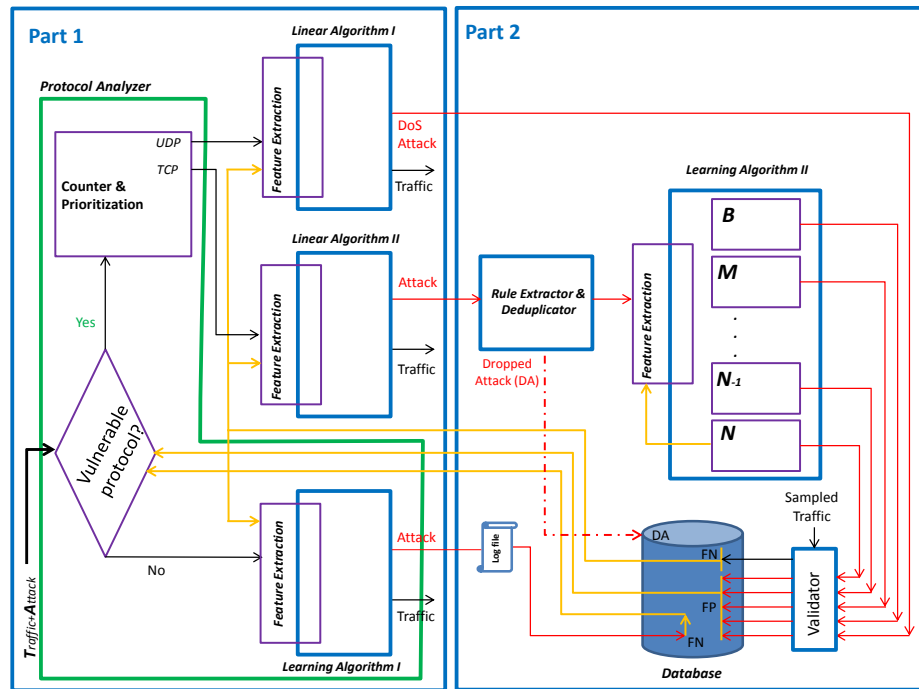 Part 1
Part 2
Linear Algorithm I
Protocol Analyzer
UDP
TCP
Counter &
Prioritization
Feature Extraction
DoS
Attack
Traffic
Linear Algorithm II
Feature Extraction
Attack
Traffic
Yes
Vulnerable
protocol?
No
Traffic+Attack
Feature Extraction
Attack
Traffic
Learning Algorithm I
Log file
Rule Extractor &
Deduplicator
Dropped
Attack (DA)
Feature Extraction
Learning Algorithm II
B
M
.
.
.
N-1
N
Sampled
Traffic
DA
FN
FP
FN
Database
Validator